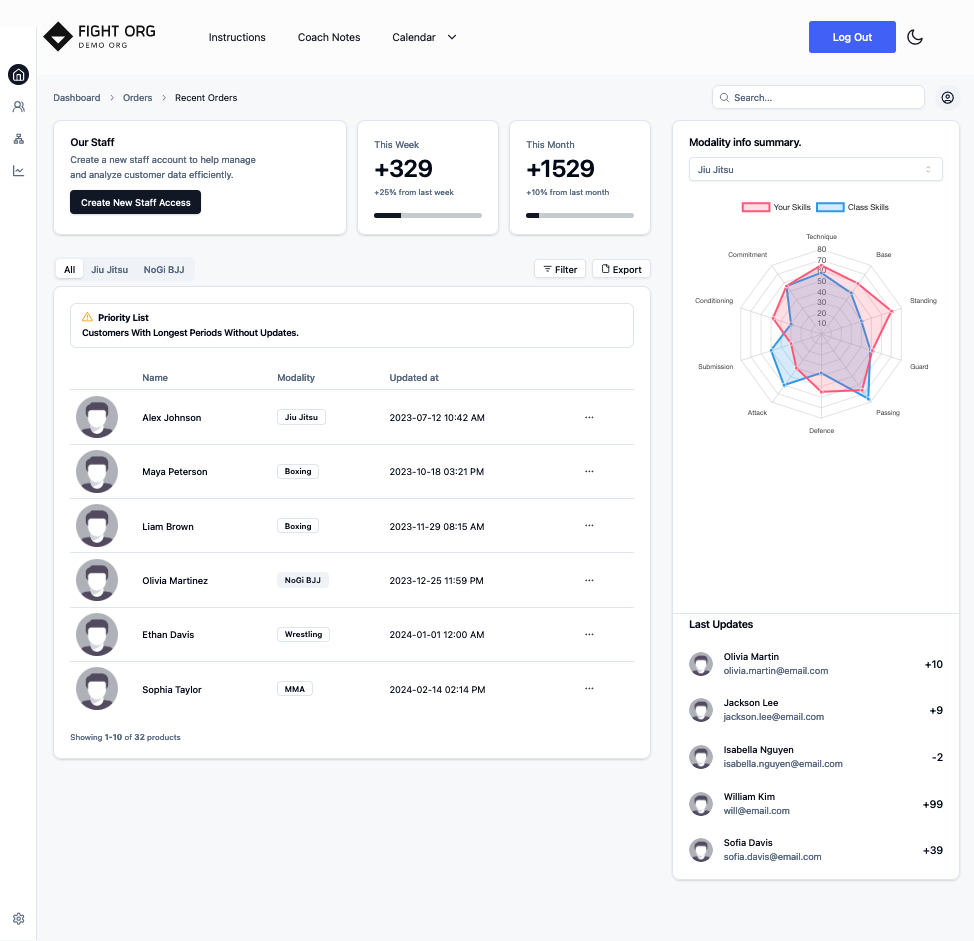 FIGHT ORG
DEMO ORG
Instructions
Coach Notes
Calendar
Log Out
Dashboard > Orders > Recent Orders
Search...
Our Staff
Create a new staff account to help manage
and analyze customer data efficiently.
Create New Staff Access
This Week
+329
+25% from last week
This Month
+1529
+10% from last month
All
Jiu Jitsu
NoGi BJJ
Filter
Export
Priority List
Customers With Longest Periods Without Updates.
Name Modality Updated at
Alex Johnson Jiu Jitsu 2023-07-12 10:42 AM ...
Maya Peterson Boxing 2023-10-18 03:21 PM ...
Liam Brown Boxing 2023-11-29 08:15 AM ...
Olivia Martinez NoGi BJJ 2023-12-25 11:59 PM ...
Ethan Davis Wrestling 2024-01-01 12:00 AM ...
Sophia Taylor MMA 2024-02-14 02:14 PM ...
Showing 1-10 of 32 products
Modality info summary.
Jiu Jitsu
Your Skills Class Skills
Technique
Commitment
Base
80
70
60
50
40
30
20
10
Conditioning
Standing
Submission
Guard
Attack
Passing
Defence
Last Updates
Olivia Martin
olivia.martin@email.com
+10
Jackson Lee
jackson.lee@email.com
+9
Isabella Nguyen
isabella.nguyen@email.com
-2
William Kim
will@email.com
+99
Sofia Davis
sofia.davis@email.com
+39